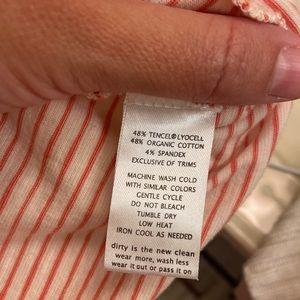 48% TENCEL® LYOCELL
48% ORGANIC COTTON
4% SPANDEX
EXCLUSIVE OF TRIMS
MACHINE WASH COLD
WITH SIMILAR COLORS
GENTLE CYCLE
DO NOT BLEACH
TUMBLE DRY
LOW HEAT
IRON COOL AS NEEDED
dirty is the new clean
wear more, wash less
wear it out or pass it on